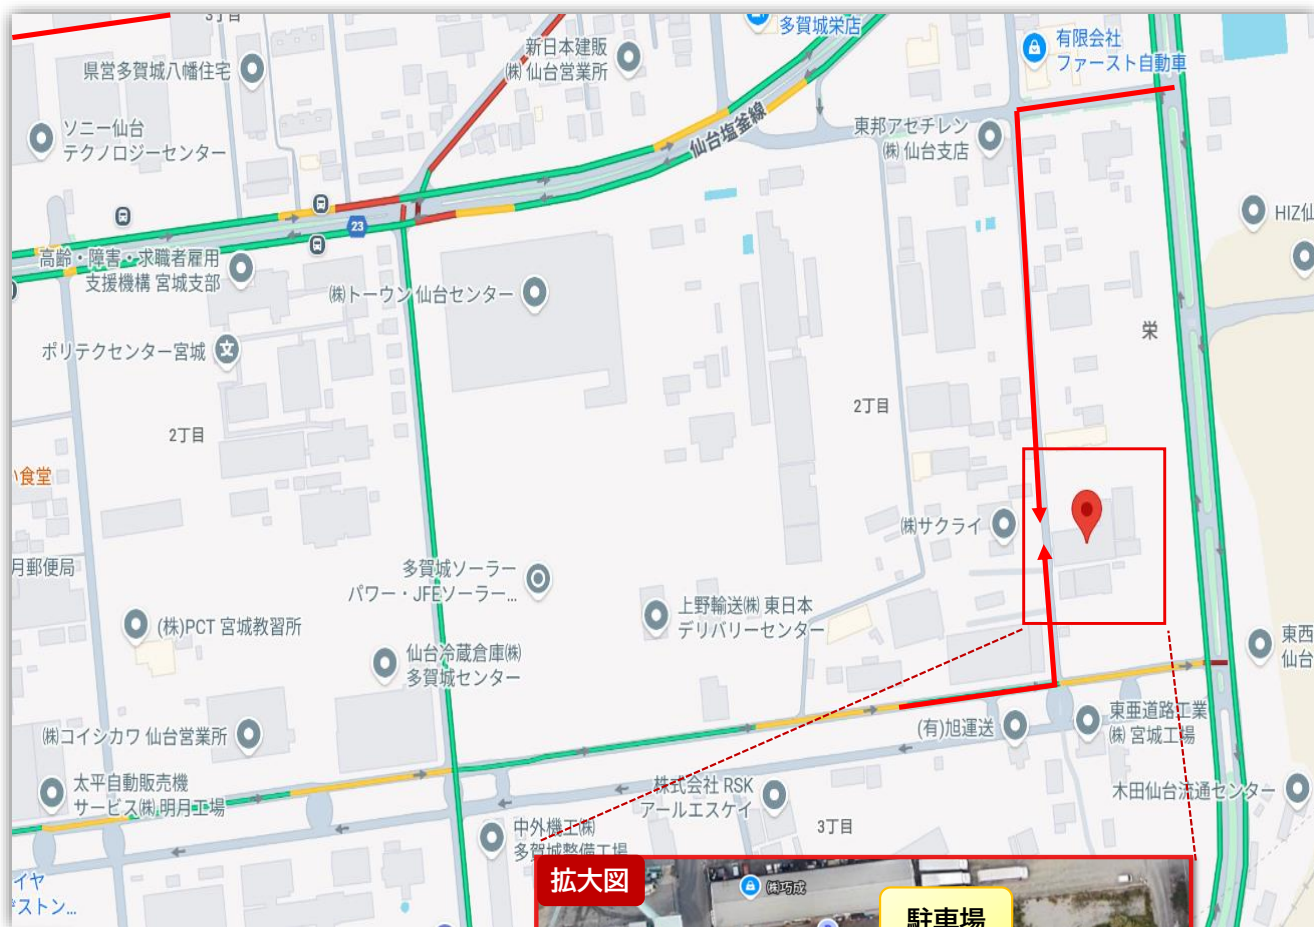 3丁目
県営多賀城八幡住宅
ソニー仙台
テクノロジーセンター
新日本建販
㈱ 仙台営業所
多賀城栄店
有限会社
ファースト自動車
仙台塩釜線
東邦アセチレン
㈱ 仙台支店
23
高齢・障害・求職者雇用
支援機構 宮城支部
㈱トーウン 仙台センター
HIZ仙
ポリテクセンター宮城
文
栄
2丁目
2丁目
い食堂
㈱サクライ
月郵便局
多賀城ソーラー
パワー・JFEソーラー...
(株)PCT 宮城教習所
上野輸送㈱ 東日本
デリバリーセンター
仙台冷蔵倉庫㈱
多賀城センター
東西
仙台
㈱コイシカワ 仙台営業所
(有)旭運送
東亜道路工業
㈱ 宮城工場
太平自動販売機
サービス㈱ 明月工場
株式会社 RSK
アールエスケイ
木田仙台流通センター
中外機工㈱
多賀城整備工場
3丁目
イヤ
ストン...
拡大図
㈱巧成
駐車場